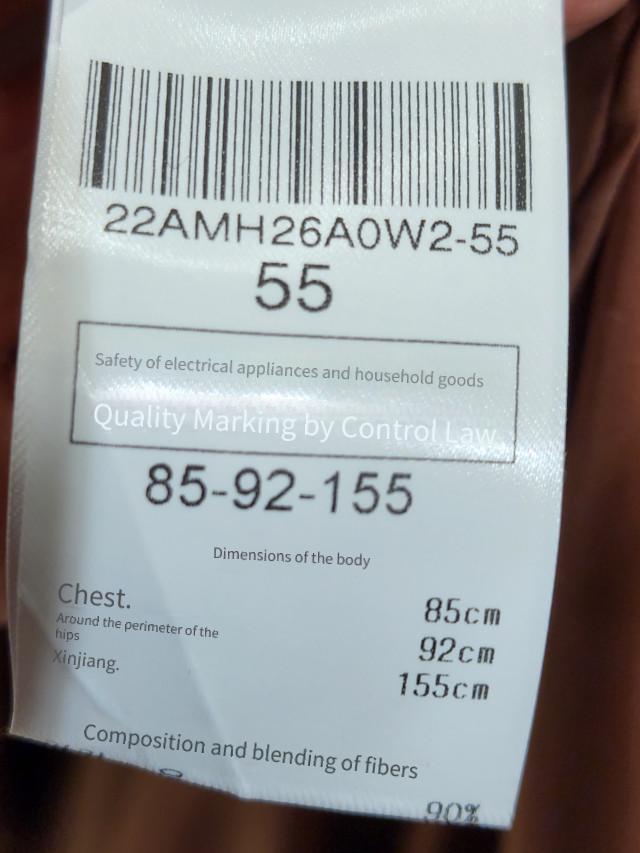 22AMH26A0W2-55
55
Safety of electrical appliances and household goods
Quality Marking by Control Law
85-92-155
Dimensions of the body
Chest. 85cm
Around the perimeter of the
hips 92cm
Xinjiang. 155cm
Composition and blending of fibers
90%